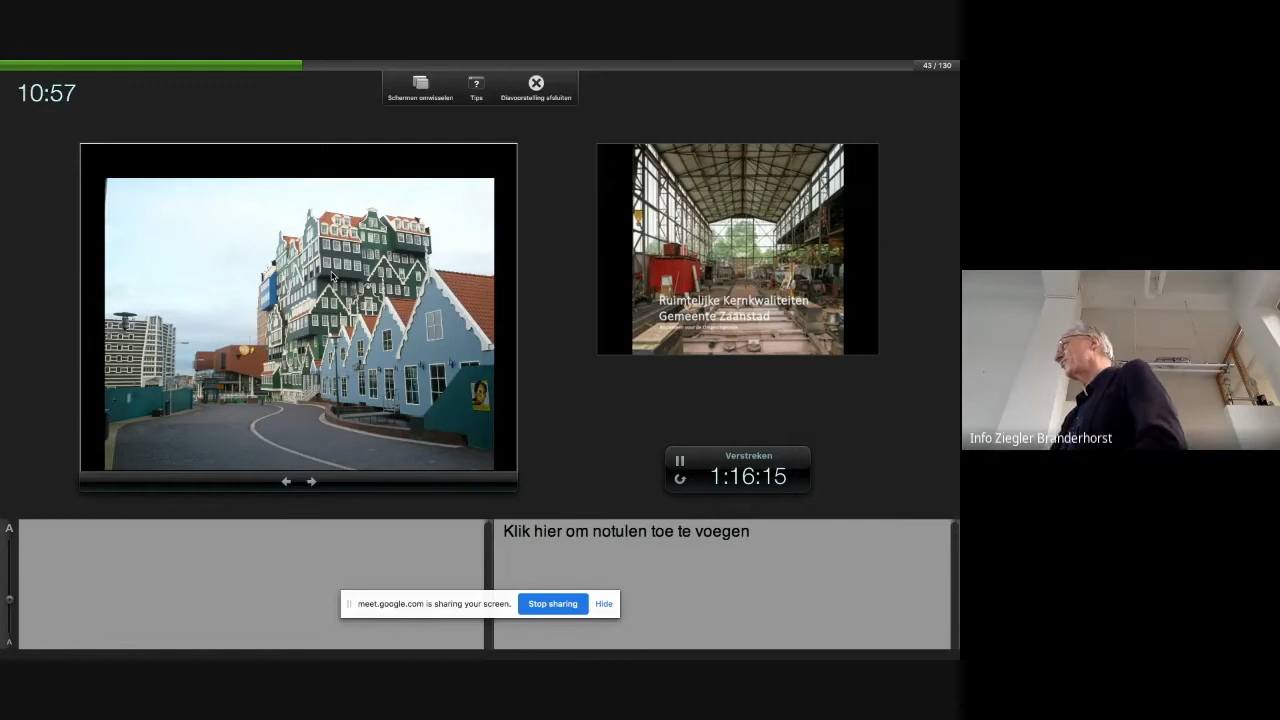 43 / 130
10:57
Schermen omwisselen
Tips
Diavoorstelling afsluiten
Ruimtelijke Kernkwaliteiten
Gemeente Zaanstad
Verstreken
1:16:15
Info Ziegler Branderhorst
A
Klik hier om notulen toe te voegen
meet.google.com is sharing your screen.
Stop sharing
Hide
A